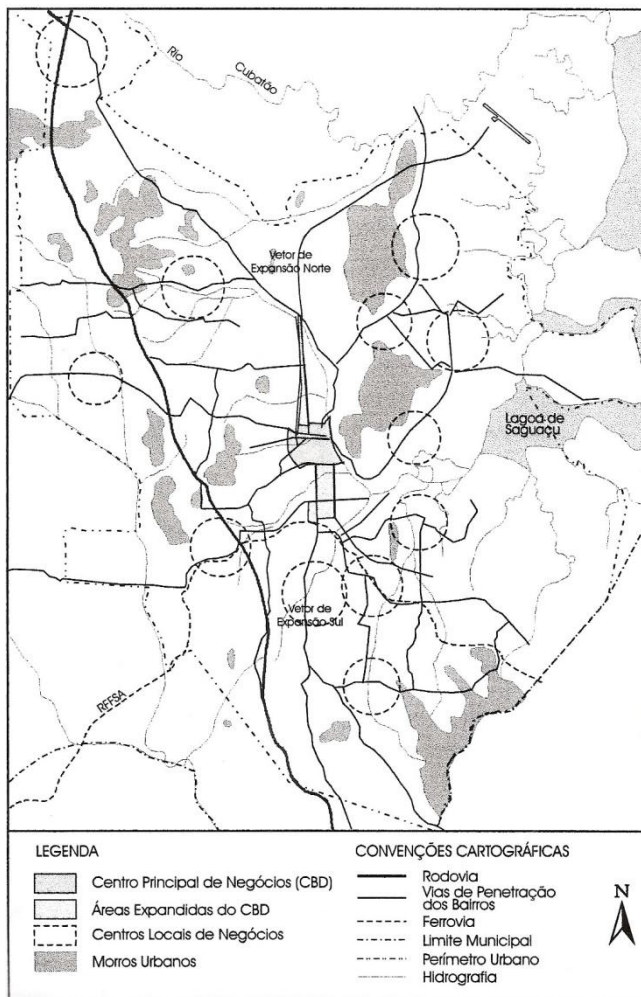 Rio
Cubatão
Vetor de
Expansão Norte
Lagoa de
Saguaçu
Vetor de
Expansão Sul
RFFSA
LEGENDA
Centro Principal de Negócios (CBD)
Áreas Expandidas do CBD
Centros Locais de Negócios
Morros Urbanos
CONVENÇÕES CARTOGRÁFICAS
Rodovia
Vias de Penetração
dos Bairros
Ferrovia
Limite Municipal
Perímetro Urbano
Hidrografia
N